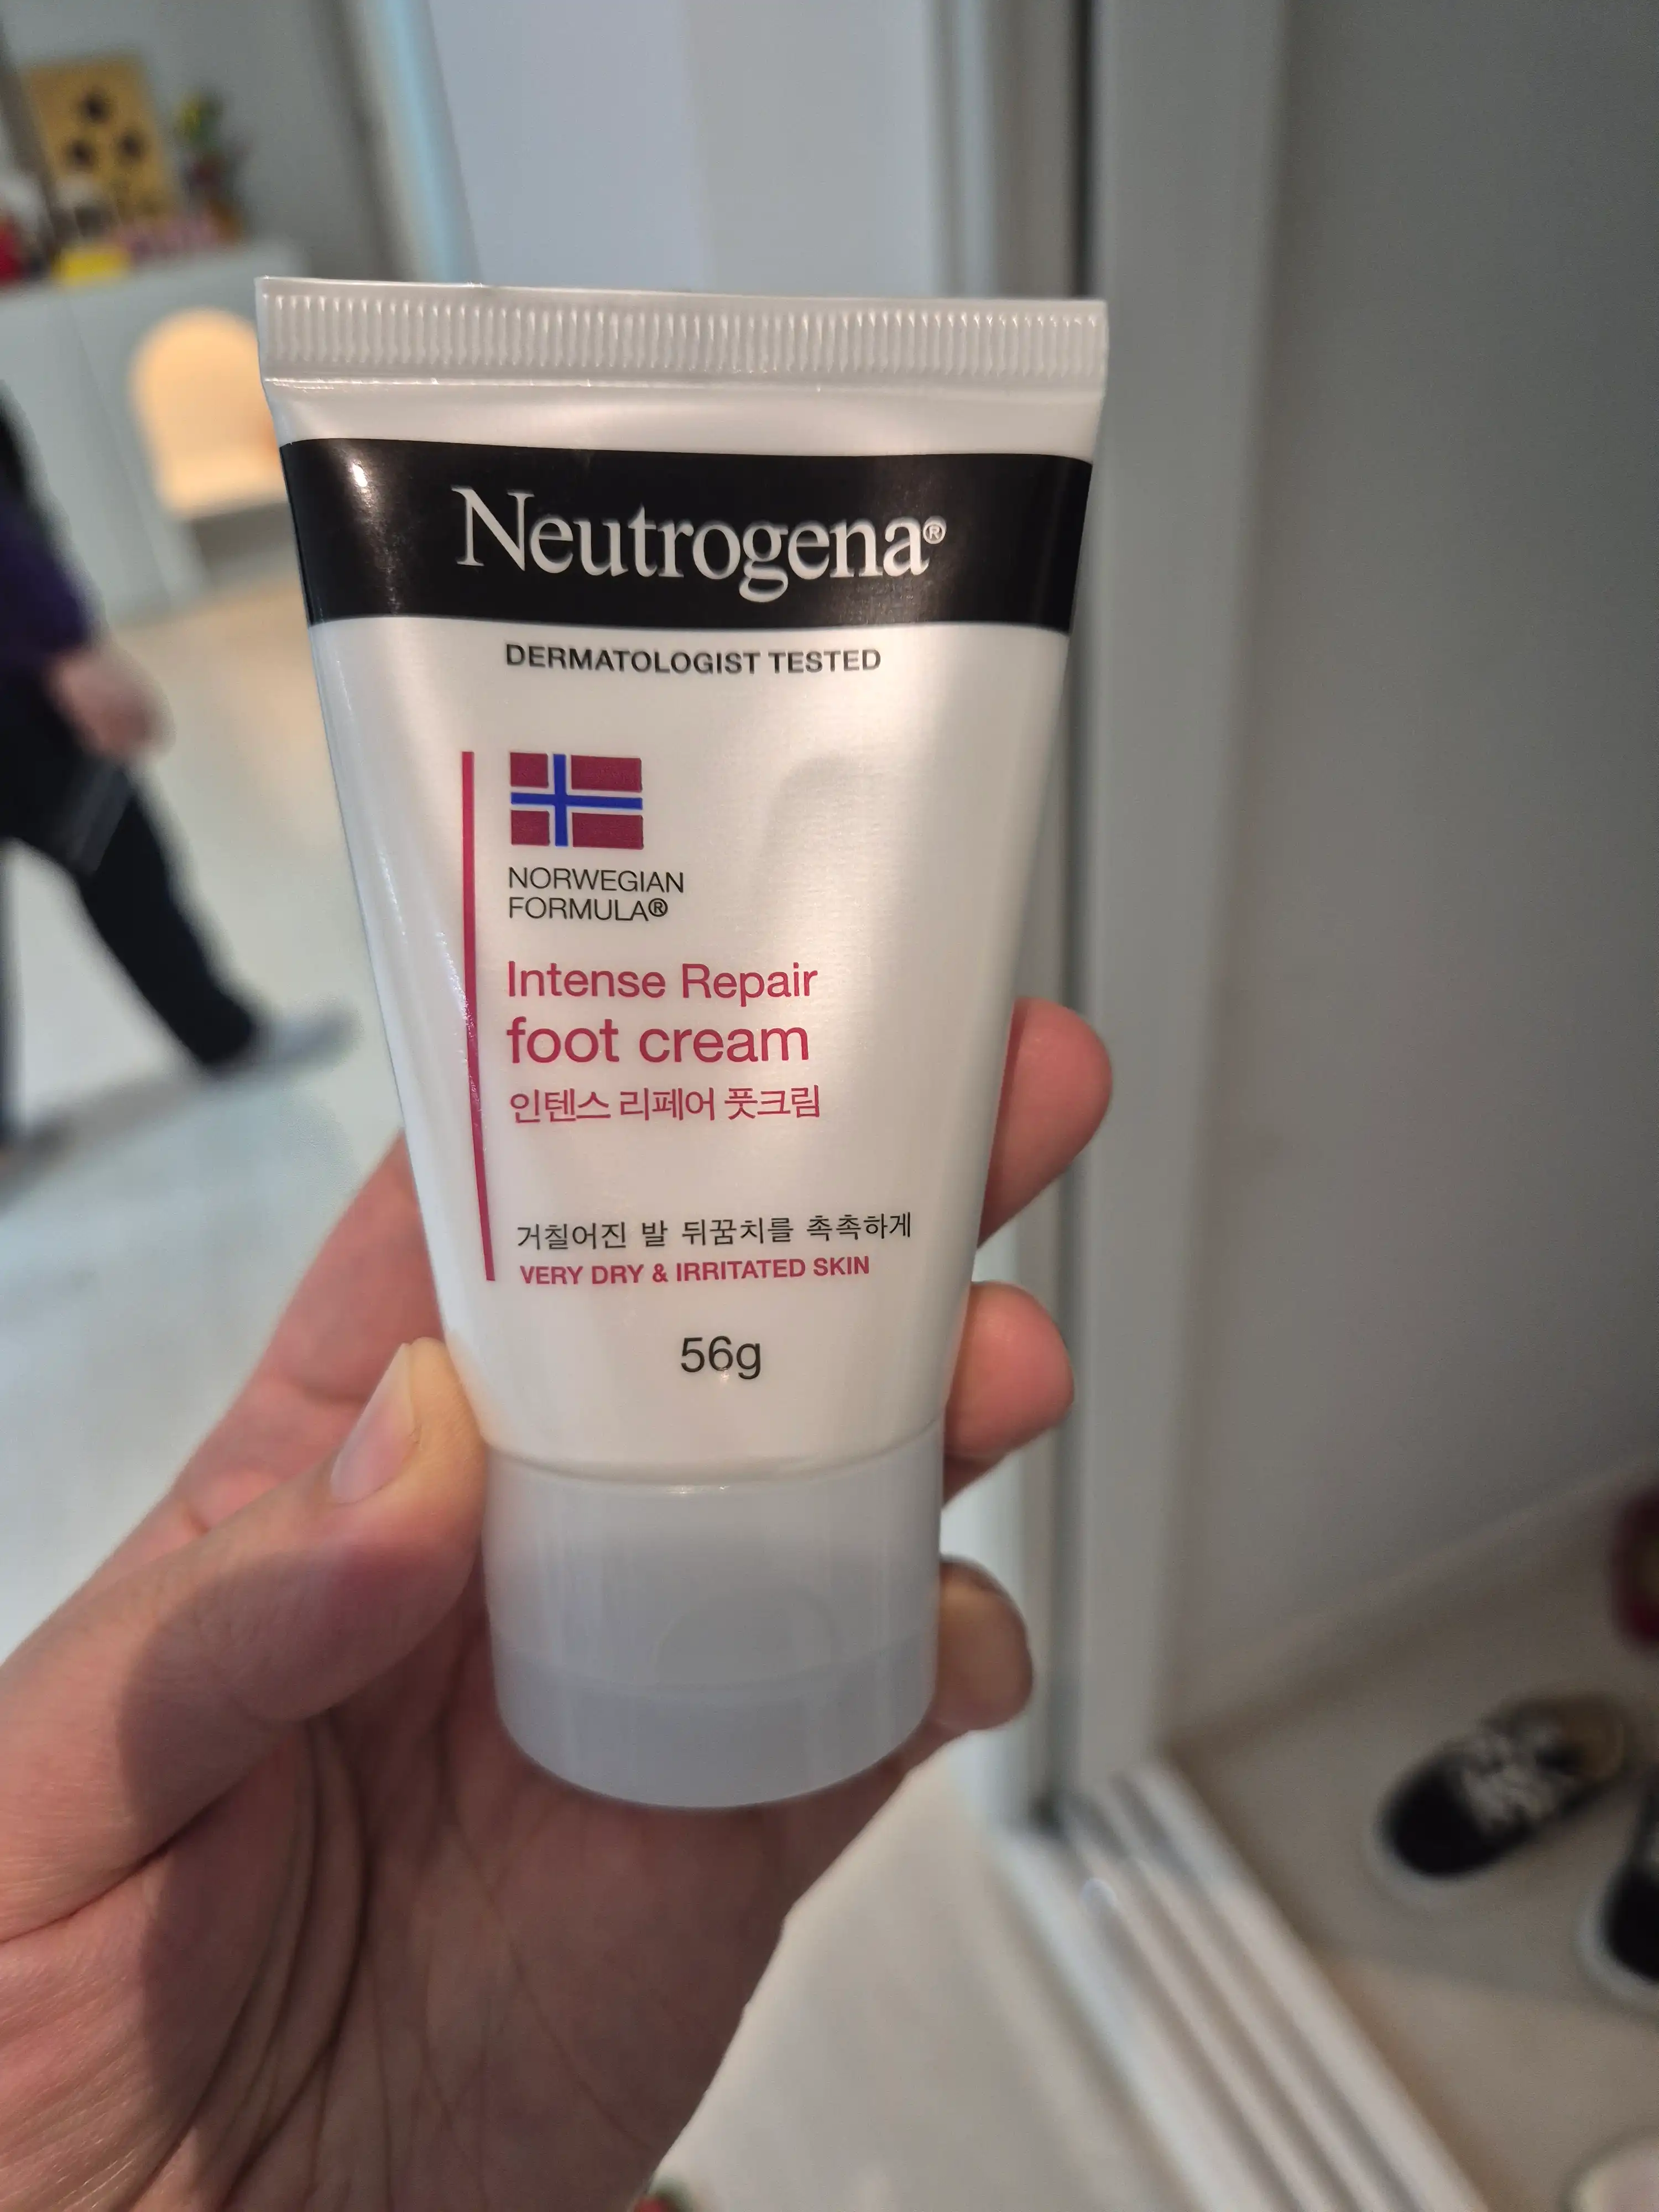 Neutrogena®
DERMATOLOGIST TESTED
NORWEGIAN
FORMULA®
Intense Repair
foot cream
인텐스 리페어 풋크림
거칠어진 발 뒤꿈치를 촉촉하게
VERY DRY & IRRITATED SKIN
56g